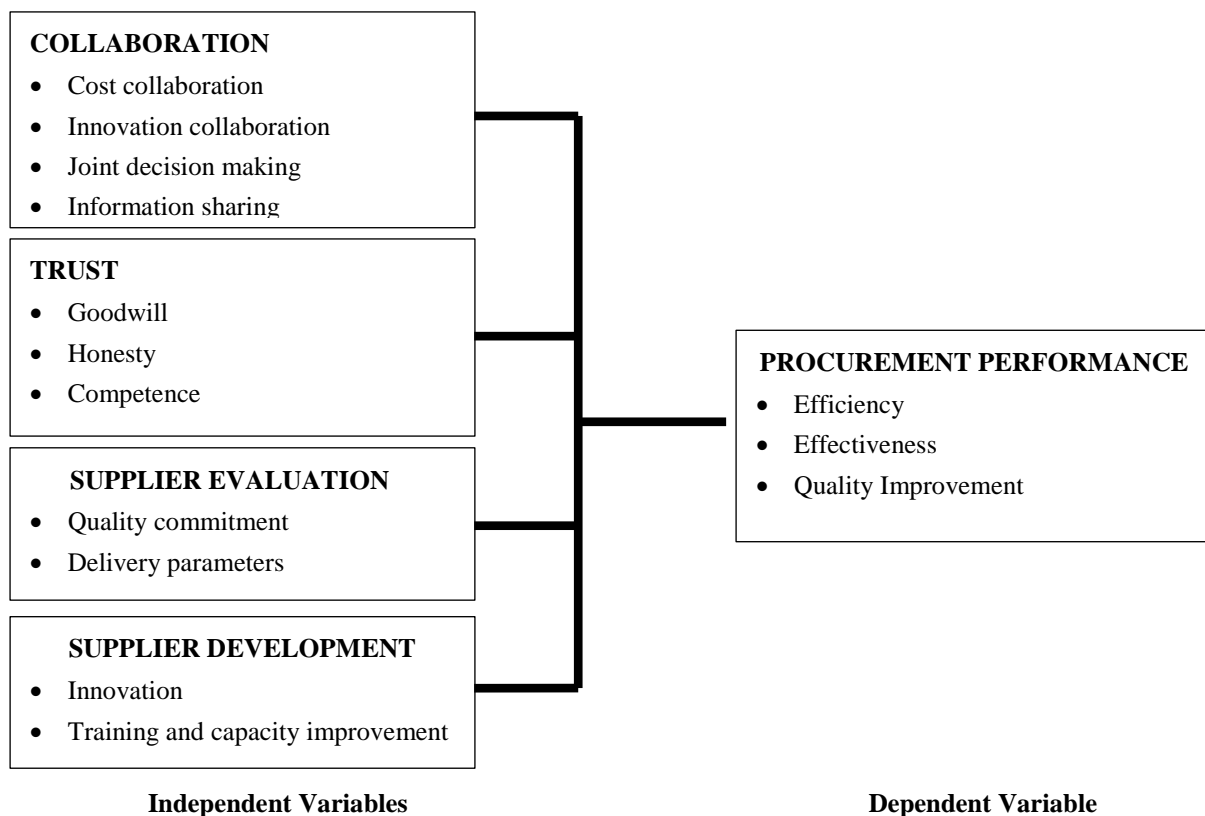 COLLABORATION
• Cost collaboration
• Innovation collaboration
• Joint decision making
• Information sharing
TRUST
• Goodwill
• Honesty
• Competence
SUPPLIER EVALUATION
• Quality commitment
• Delivery parameters
SUPPLIER DEVELOPMENT
• Innovation
• Training and capacity improvement
Independent Variables
PROCUREMENT PERFORMANCE
• Efficiency
• Effectiveness
• Quality Improvement
Dependent Variable